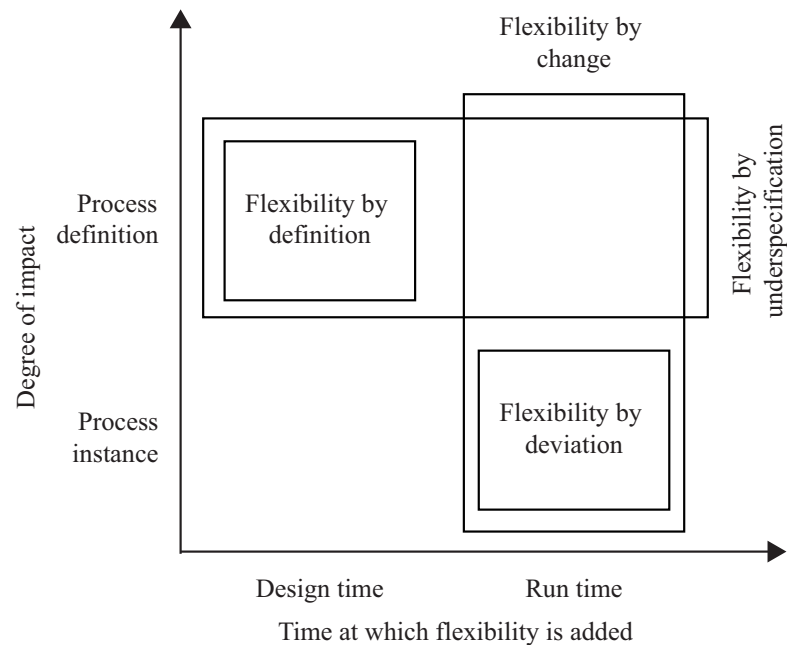 Flexibility by
change
Flexibility by
underspecification
Degree of impact
Process
definition
Flexibility by
definition
Process
instance
Flexibility by
deviation
Design time
Run time
Time at which flexibility is added